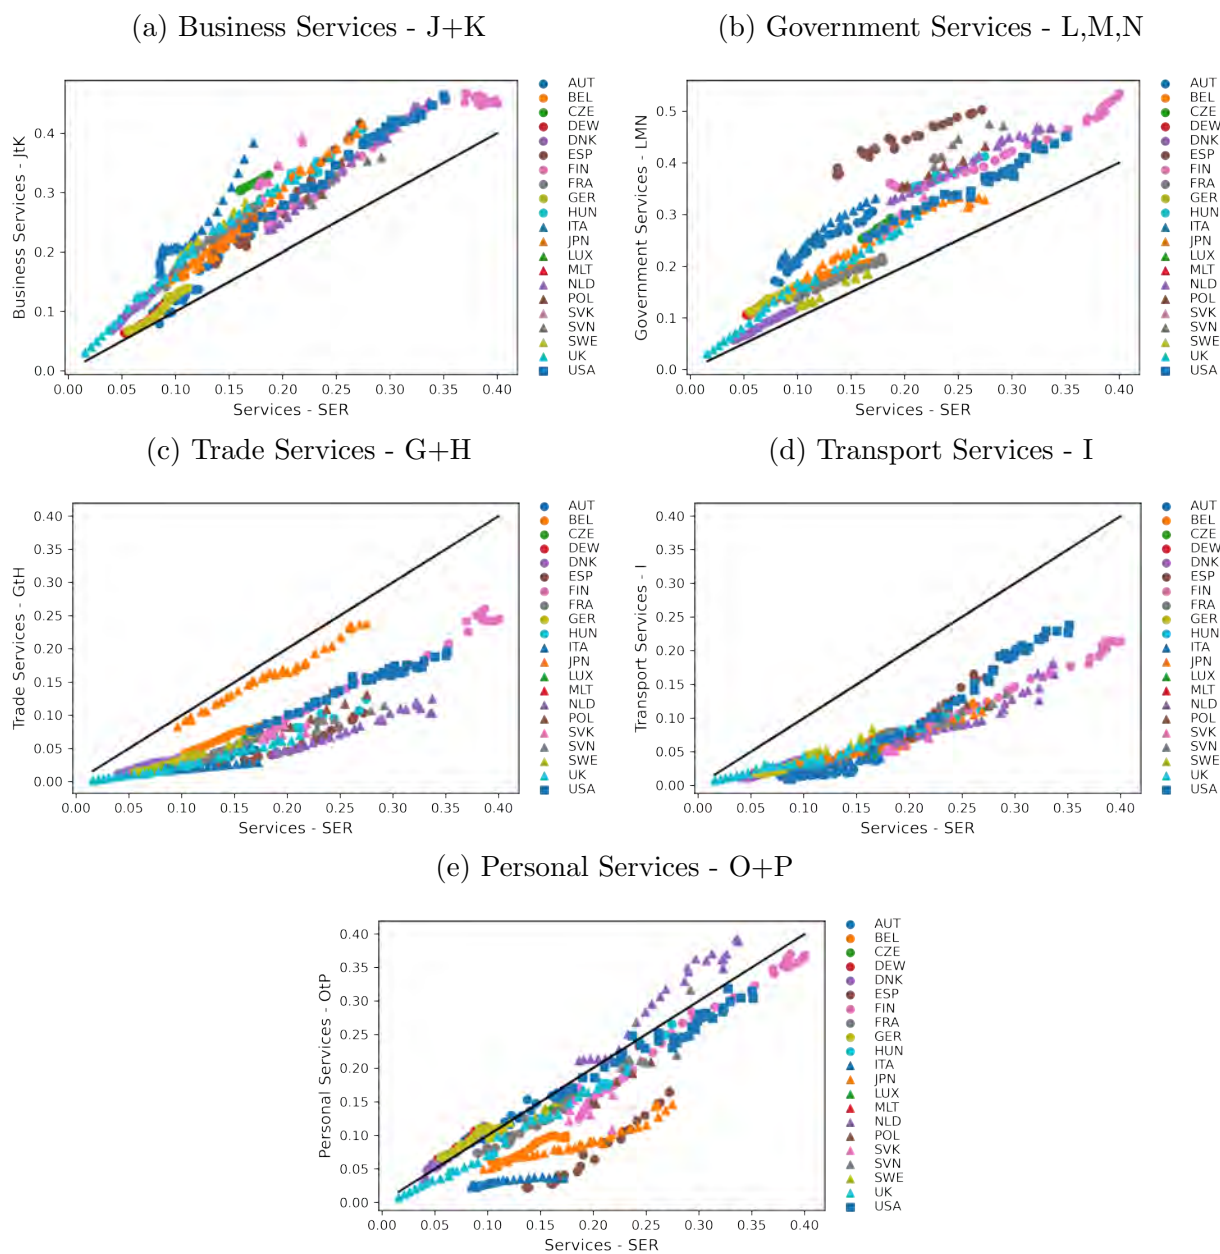 (a) Business Services - J+K
Business Services - JtK
0.4
0.3
0.2
0.1
0.0
0.00 0.05 0.10 0.15 0.20 0.25 0.30 0.35 0.40
Services - SER
AUT
BEL
CZE
DEW
DNK
ESP
FIN
FRA
GER
HUN
ITA
JPN
LUX
MLT
NLD
POL
SVK
SVN
SWE
UK
USA
(b) Government Services - L,M,N
Government Services - LMN
0.5
0.4
0.3
0.2
0.1
0.0
0.00 0.05 0.10 0.15 0.20 0.25 0.30 0.35 0.40
Services - SER
AUT
BEL
CZE
DEW
DNK
ESP
FIN
FRA
GER
HUN
ITA
JPN
LUX
MLT
NLD
POL
SVK
SVN
SWE
UK
USA
(c) Trade Services - G+H
Trade Services - GtH
0.40
0.35
0.30
0.25
0.20
0.15
0.10
0.05
0.00
0.00 0.05 0.10 0.15 0.20 0.25 0.30 0.35 0.40
Services - SER
AUT
BEL
CZE
DEW
DNK
ESP
FIN
FRA
GER
HUN
ITA
JPN
LUX
MLT
NLD
POL
SVK
SVN
SWE
UK
USA
(d) Transport Services - I
Transport Services - I
0.40
0.35
0.30
0.25
0.20
0.15
0.10
0.05
0.00
0.00 0.05 0.10 0.15 0.20 0.25 0.30 0.35 0.40
Services - SER
AUT
BEL
CZE
DEW
DNK
ESP
FIN
FRA
GER
HUN
ITA
JPN
LUX
MLT
NLD
POL
SVK
SVN
SWE
UK
USA
(e) Personal Services - O+P
Personal Services - OtP
0.40
0.35
0.30
0.25
0.20
0.15
0.10
0.05
0.00
0.00 0.05 0.10 0.15 0.20 0.25 0.30 0.35 0.40
Services - SER
AUT
BEL
CZE
DEW
DNK
ESP
FIN
FRA
GER
HUN
ITA
JPN
LUX
MLT
NLD
POL
SVK
SVN
SWE
UK
USA